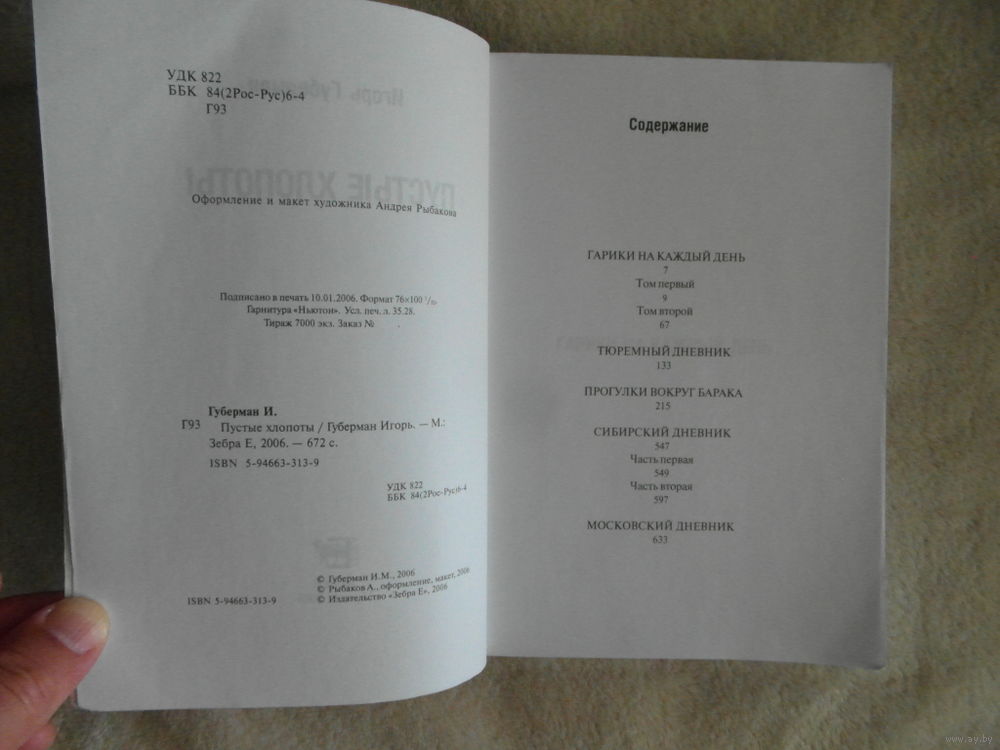 УДК 822
ББК 84(2Рос-Рус)6-4
Г93
Оформление и макет художника Андрея Рыбакова
Подписано в печать 10.01.2006. Формат 76×100 1/32.
Гарнитура «Ньютон». Усл. печ. л. 35.28.
Тираж 7000 экз. Заказ №
Губерман И.
Г93 Пустые хлопоты / Губерман Игорь. — М.:
Зебра Е, 2006. — 672 с.
ISBN 5-94663-313-9
УДК 822
ББК 84(2Рос-Рус)6-4
© Губерман И.М., 2006
© Рыбаков А., оформление, макет, 2006
ISBN 5-94663-313-9 © Издательство «Зебра Е», 2006
Содержание
ГАРИКИ НА КАЖДЫЙ ДЕНЬ
7
Том первый
9
Том второй
67
ТЮРЕМНЫЙ ДНЕВНИК
133
ПРОГУЛКИ ВОКРУГ БАРАКА
215
СИБИРСКИЙ ДНЕВНИК
547
Часть первая
549
Часть вторая
597
МОСКОВСКИЙ ДНЕВНИК
633
www.ay.by